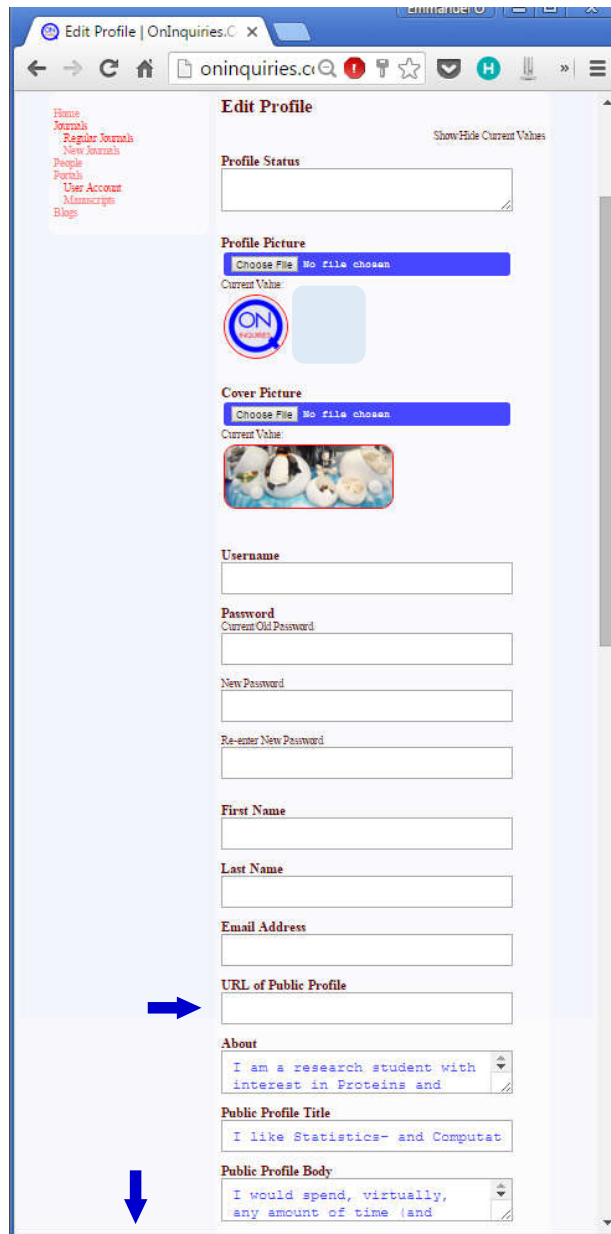 Emmanuel O
Edit Profile | OnInquiries.C
oninquiries.c
»
Home
Journals
Regular Journals
New Journals
People
Portals
User Account
Manuscripts
Blogs
Edit Profile
Show/Hide Current Values
Profile Status
Profile Picture
Choose File No file chosen
Current Value:
ON
INQUIRIES
Cover Picture
Choose File No file chosen
Current Value:
Username
Password
Current/Old Password
New Password
Re-enter New Password
First Name
Last Name
Email Address
URL of Public Profile
About
I am a research student with
interest in Proteins and
Public Profile Title
I like Statistics- and Computat
Public Profile Body
I would spend, virtually,
any amount of time (and